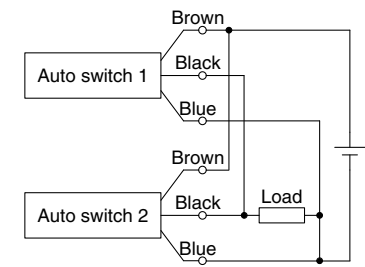 Brown
Auto switch 1
Black
Blue
Brown
Auto switch 2
Black
Load
Blue